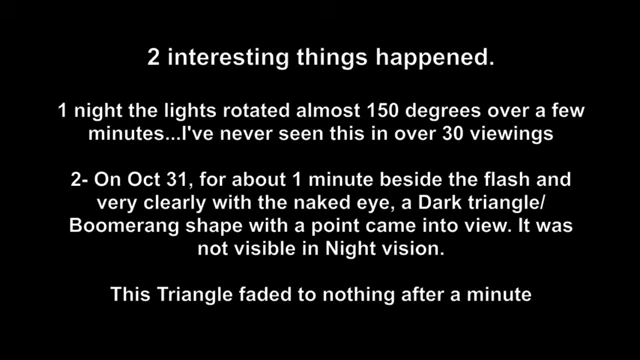 2 interesting things happened.
1 night the lights rotated almost 150 degrees over a few
minutes...I've never seen this in over 30 viewings
2- On Oct 31, for about 1 minute beside the flash and
very clearly with the naked eye, a Dark triangle/
Boomerang shape with a point came into view. It was
not visible in Night vision.
This Triangle faded to nothing after a minute